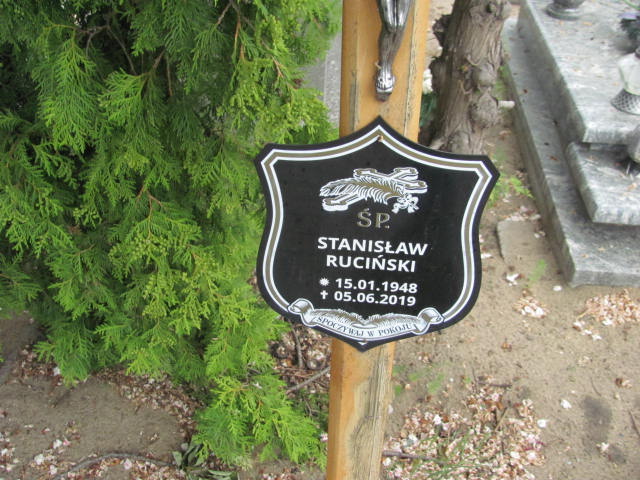 ŚP.
STANISŁAW
RUCIŃSKI
* 15.01.1948
✝ 05.06.2019
SPOCZYWAJ W POKOJU